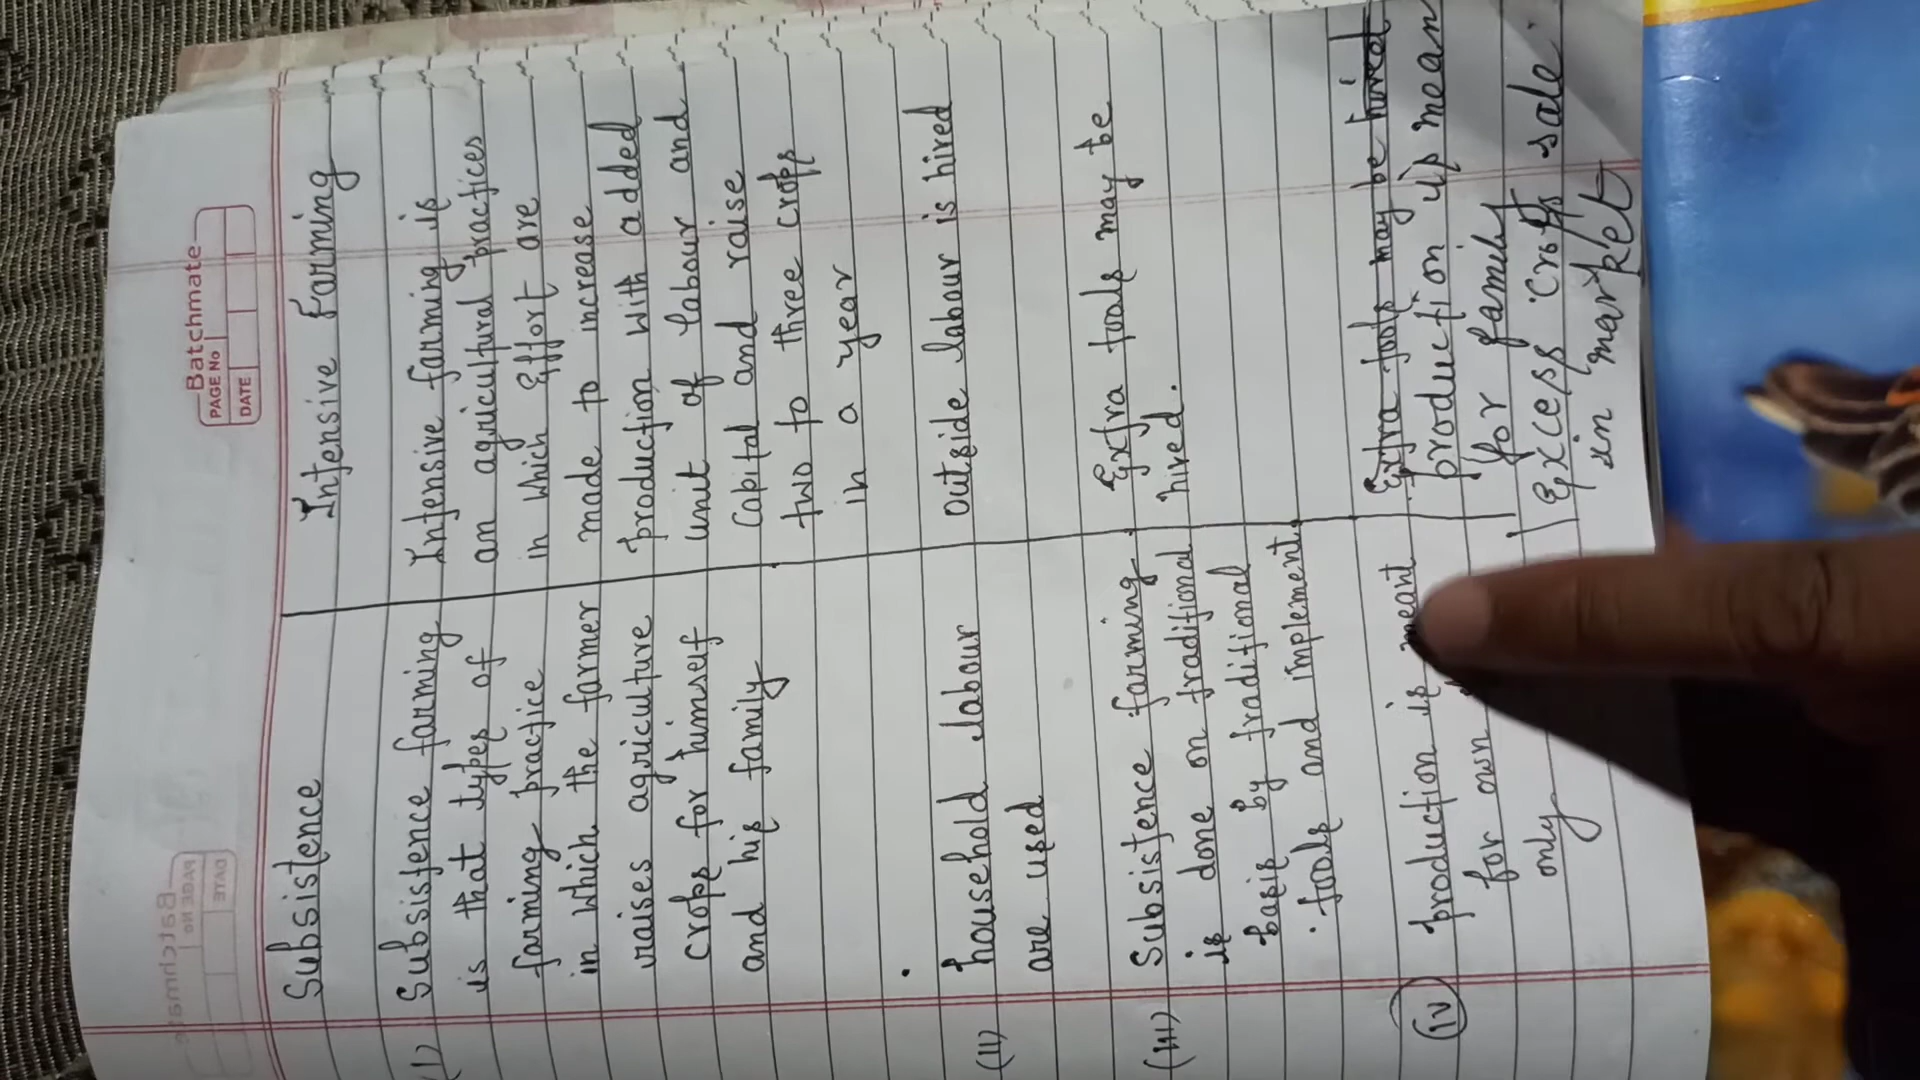 Batchmate
PAGE No
DATE
Subsistence
Intensive Farming
(I) Subsistence farming
is that types of
farming practice
in which the farmer
raises agriculture
crops for himself
and his family
Intensive farming is
an agricultural practices
in which Effort are
made to increase
production with added
unit of labour and
capital and raise
two to three crops
in a year
(II) household labour
are used
outside labour is hired
(III) Subsistence farming
is done on traditional
basis by traditional
tools and implement
Extra tools may be
hired.
(iv) production is meant
for own
only
Extra tools may be hired
production up mean
for family
Excess crops sale.
in market